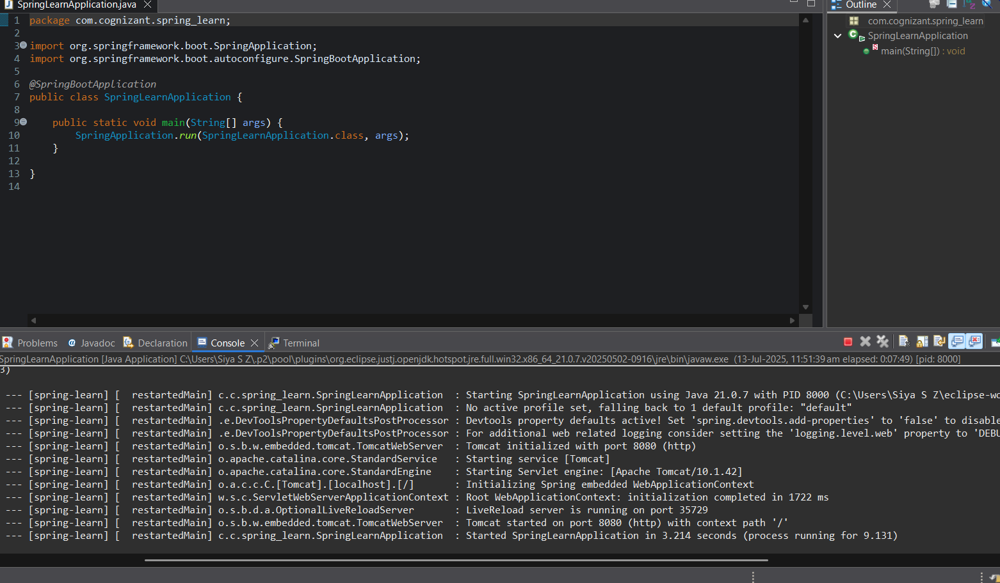 SpringLearnApplication.java
1 package com.cognizant.spring_learn;
2
3 import org.springframework.boot.SpringApplication;
4 import org.springframework.boot.autoconfigure.SpringBootApplication;
5
6 @SpringBootApplication
7 public class SpringLearnApplication {
8
9     public static void main(String[] args) {
10         SpringApplication.run(SpringLearnApplication.class, args);
11     }
12
13 }
14
Outline
com.cognizant.spring_learn
SpringLearnApplication
main(String[]) : void
Problems @ Javadoc Declaration Console Terminal
SpringLearnApplication [Java Application] C:\Users\Siya S Z\.p2\pool\plugins\org.eclipse.justj.openjdk.hotspot.jre.full.win32.x86_64_21.0.7.v20250502-0916\jre\bin\javaw.exe (13-Jul-2025, 11:51:39 am elapsed: 0:07:49) [pid: 8000]
3)
--- [spring-learn] [  restartedMain] c.c.spring_learn.SpringLearnApplication  : Starting SpringLearnApplication using Java 21.0.7 with PID 8000 (C:\Users\Siya S Z\eclipse-wo
--- [spring-learn] [  restartedMain] c.c.spring_learn.SpringLearnApplication  : No active profile set, falling back to 1 default profile: "default"
--- [spring-learn] [  restartedMain] .e.DevToolsPropertyDefaultsPostProcessor : Devtools property defaults active! Set 'spring.devtools.add-properties' to 'false' to disable
--- [spring-learn] [  restartedMain] .e.DevToolsPropertyDefaultsPostProcessor : For additional web related logging consider setting the 'logging.level.web' property to 'DEBU
--- [spring-learn] [  restartedMain] o.s.b.w.embedded.tomcat.TomcatWebServer  : Tomcat initialized with port 8080 (http)
--- [spring-learn] [  restartedMain] o.apache.catalina.core.StandardService   : Starting service [Tomcat]
--- [spring-learn] [  restartedMain] o.apache.catalina.core.StandardEngine    : Starting Servlet engine: [Apache Tomcat/10.1.42]
--- [spring-learn] [  restartedMain] o.a.c.c.C.[Tomcat].[localhost].[/]       : Initializing Spring embedded WebApplicationContext
--- [spring-learn] [  restartedMain] w.s.c.ServletWebServerApplicationContext : Root WebApplicationContext: initialization completed in 1722 ms
--- [spring-learn] [  restartedMain] o.s.b.d.a.OptionalLiveReloadServer       : LiveReload server is running on port 35729
--- [spring-learn] [  restartedMain] o.s.b.w.embedded.tomcat.TomcatWebServer  : Tomcat started on port 8080 (http) with context path '/'
--- [spring-learn] [  restartedMain] c.c.spring_learn.SpringLearnApplication  : Started SpringLearnApplication in 3.214 seconds (process running for 9.131)